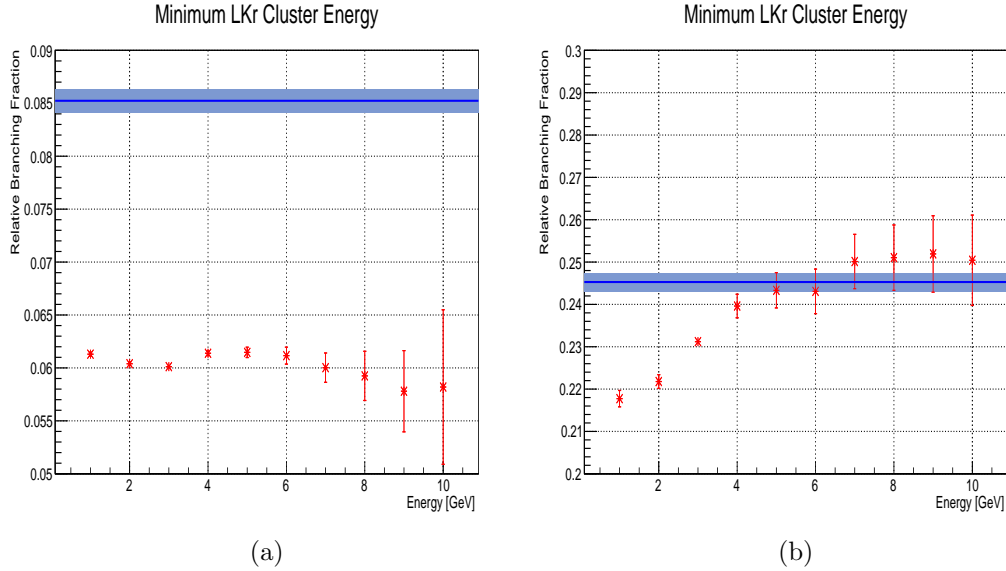 Minimum LKr Cluster Energy
Relative Branching Fraction
0.09
0.085
0.08
0.075
0.07
0.065
0.06
0.055
0.05
2 4 6 8 10
Energy [GeV]
(a)
Minimum LKr Cluster Energy
Relative Branching Fraction
0.3
0.29
0.28
0.27
0.26
0.25
0.24
0.23
0.22
0.21
0.2
2 4 6 8 10
Energy [GeV]
(b)